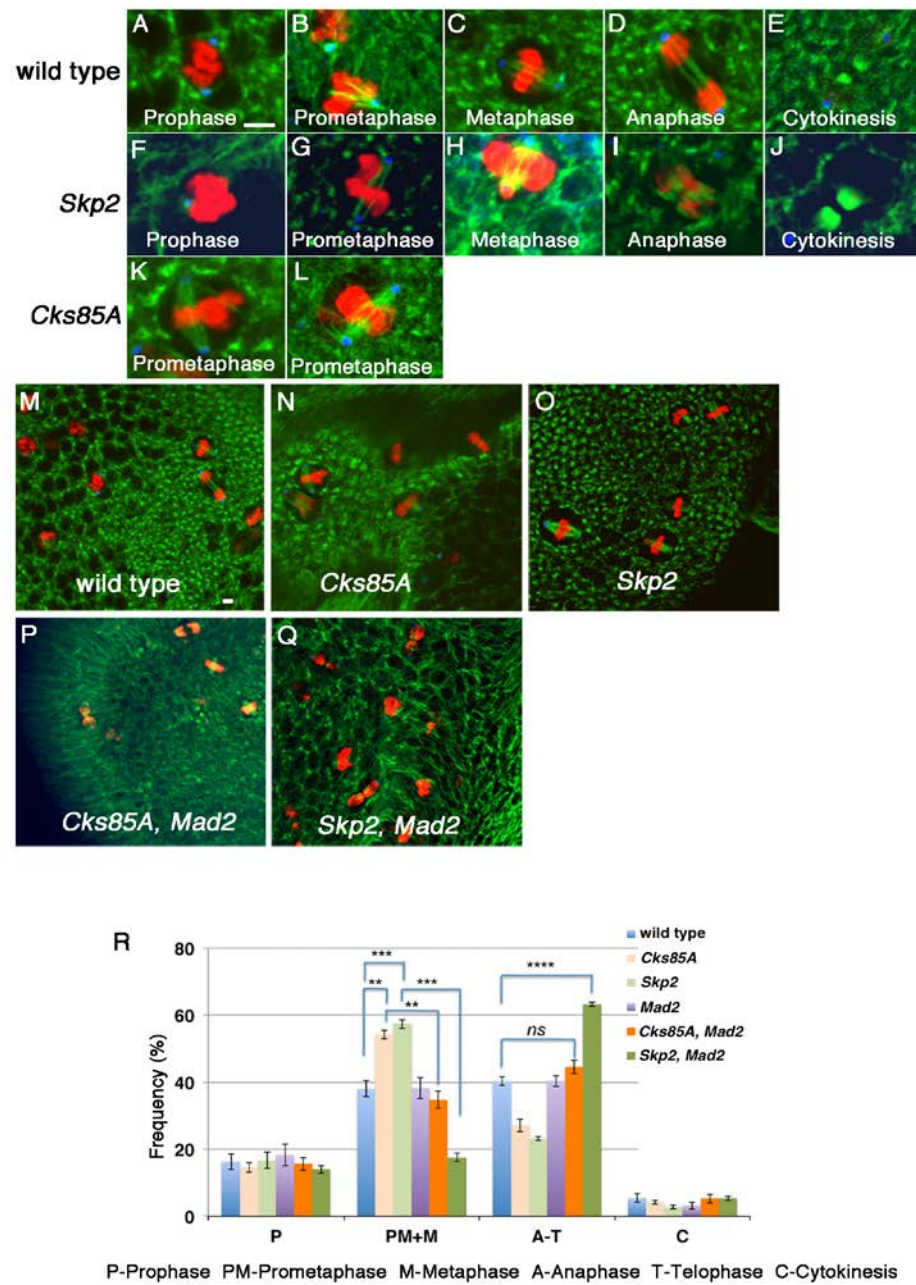 A B C D E
wild type
Prophase Prometaphase Metaphase Anaphase Cytokinesis
F G H I J
Skp2
Prophase Prometaphase Metaphase Anaphase Cytokinesis
K L
Cks85A
Prometaphase Prometaphase
M N O
wild type Cks85A Skp2
P Q
Cks85A, Mad2 Skp2, Mad2
R
wild type
Cks85A
Skp2
Mad2
Cks85A, Mad2
Skp2, Mad2
Frequency (%)
80
60
40
20
0
*** ** *** ** **** ns
P PM+M A-T C
P-Prophase PM-Prometaphase M-Metaphase A-Anaphase T-Telophase C-Cytokinesis